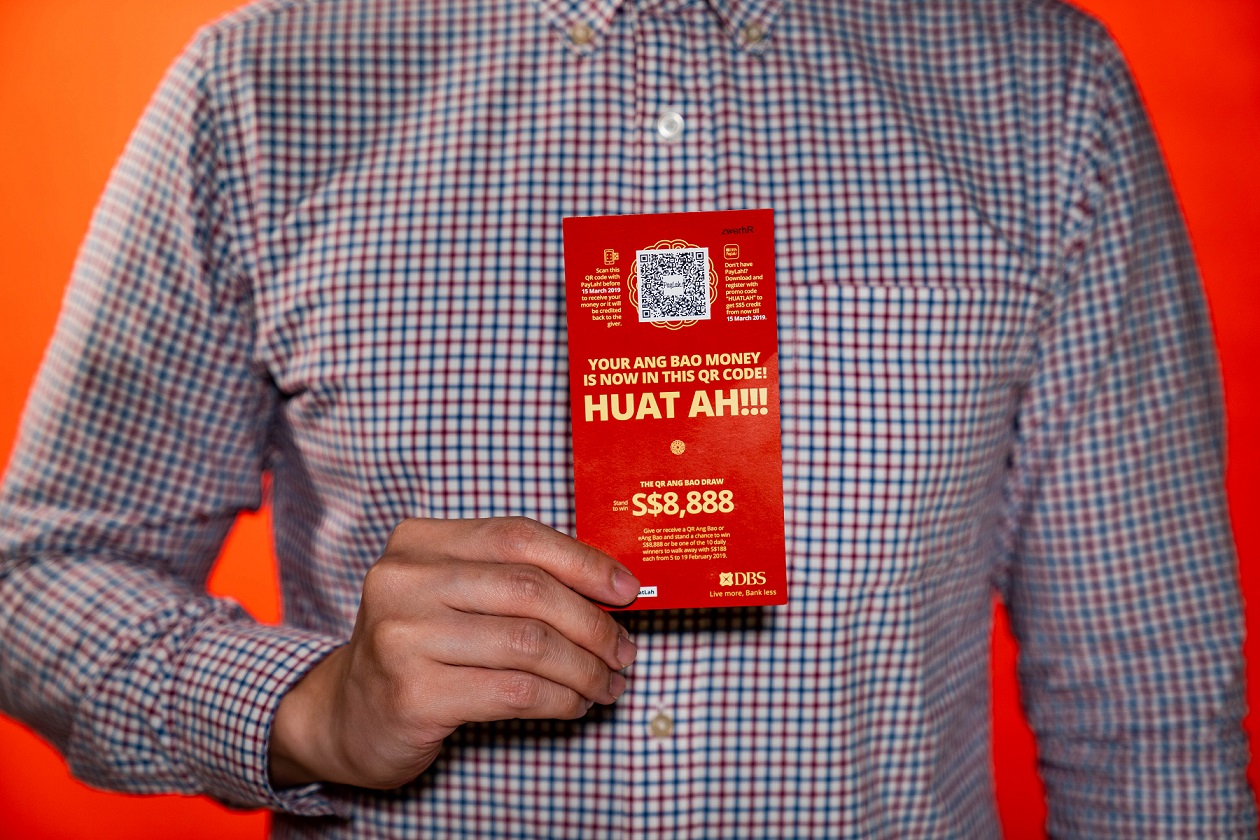 zwumhR
Scan this
QR code with
PayLah! before
15 March 2019
to receive your
money or it will
be credited
back to the
giver.
PayLah!
Don't have
PayLah!?
Download and
register with
promo code
"HUATLAH" to
get S$5 credit
from now till
15 March 2019.
YOUR ANG BAO MONEY
IS NOW IN THIS QR CODE!
HUAT AH!!!
THE QR ANG BAO DRAW
Stand
to win
S$8,888
Give or receive a QR Ang Bao or
eAng Bao and stand a chance to win
S$8,888 or be one of the 10 daily
winners to walk away with S$188
each from 5 to 19 February 2019.
atLah
DBS
Live more, Bank less